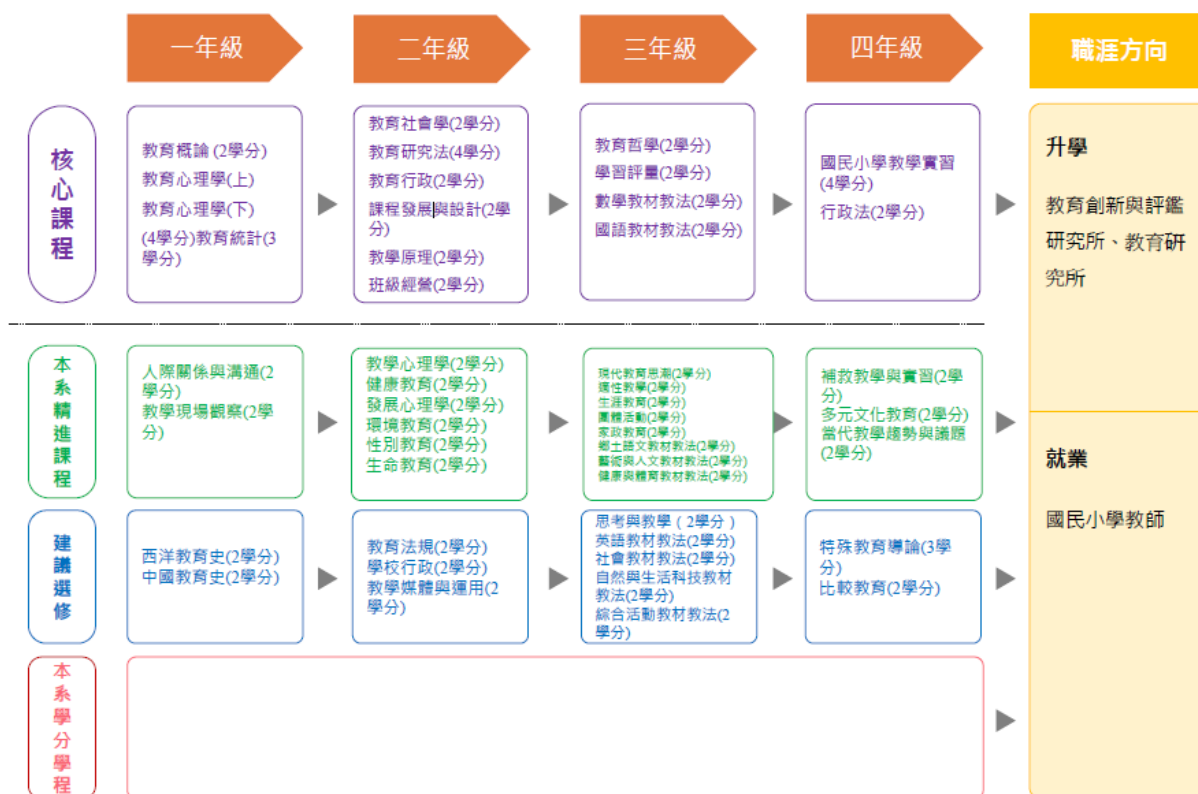 一年級
二年級
三年級
四年級
職涯方向
核心課程
教育概論 (2學分)
教育心理學(上)
教育心理學(下)
(4學分)教育統計(3
學分)
教育社會學(2學分)
教育研究法(4學分)
教育行政(2學分)
課程發展與設計(2學
分)
教學原理(2學分)
班級經營(2學分)
教育哲學(2學分)
學習評量(2學分)
數學教材教法(2學分)
國語教材教法(2學分)
國民小學教學實習
(4學分)
行政法(2學分)
升學
教育創新與評鑑
研究所、教育研
究所
本系精進課程
人際關係與溝通(2
學分)
教學現場觀察(2學
分)
教學心理學(2學分)
健康教育(2學分)
發展心理學(2學分)
環境教育(2學分)
性別教育(2學分)
生命教育(2學分)
現代教育思潮(2學分)
適性教學(2學分)
生涯教育(2學分)
團體活動(2學分)
家政教育(2學分)
鄉土語文教材教法(2學分)
藝術與人文教材教法(2學分)
健康與體育教材教法(2學分)
補救教學與實習(2學
分)
多元文化教育(2學分)
當代教學趨勢與議題
(2學分)
就業
國民小學教師
建議選修
西洋教育史(2學分)
中國教育史(2學分)
教育法規(2學分)
學校行政(2學分)
教學媒體與運用(2
學分)
思考與教學（2學分）
英語教材教法(2學分)
社會教材教法(2學分)
自然與生活科技教材
教法(2學分)
綜合活動教材教法(2
學分)
特殊教育導論(3學
分)
比較教育(2學分)
本系學分學程